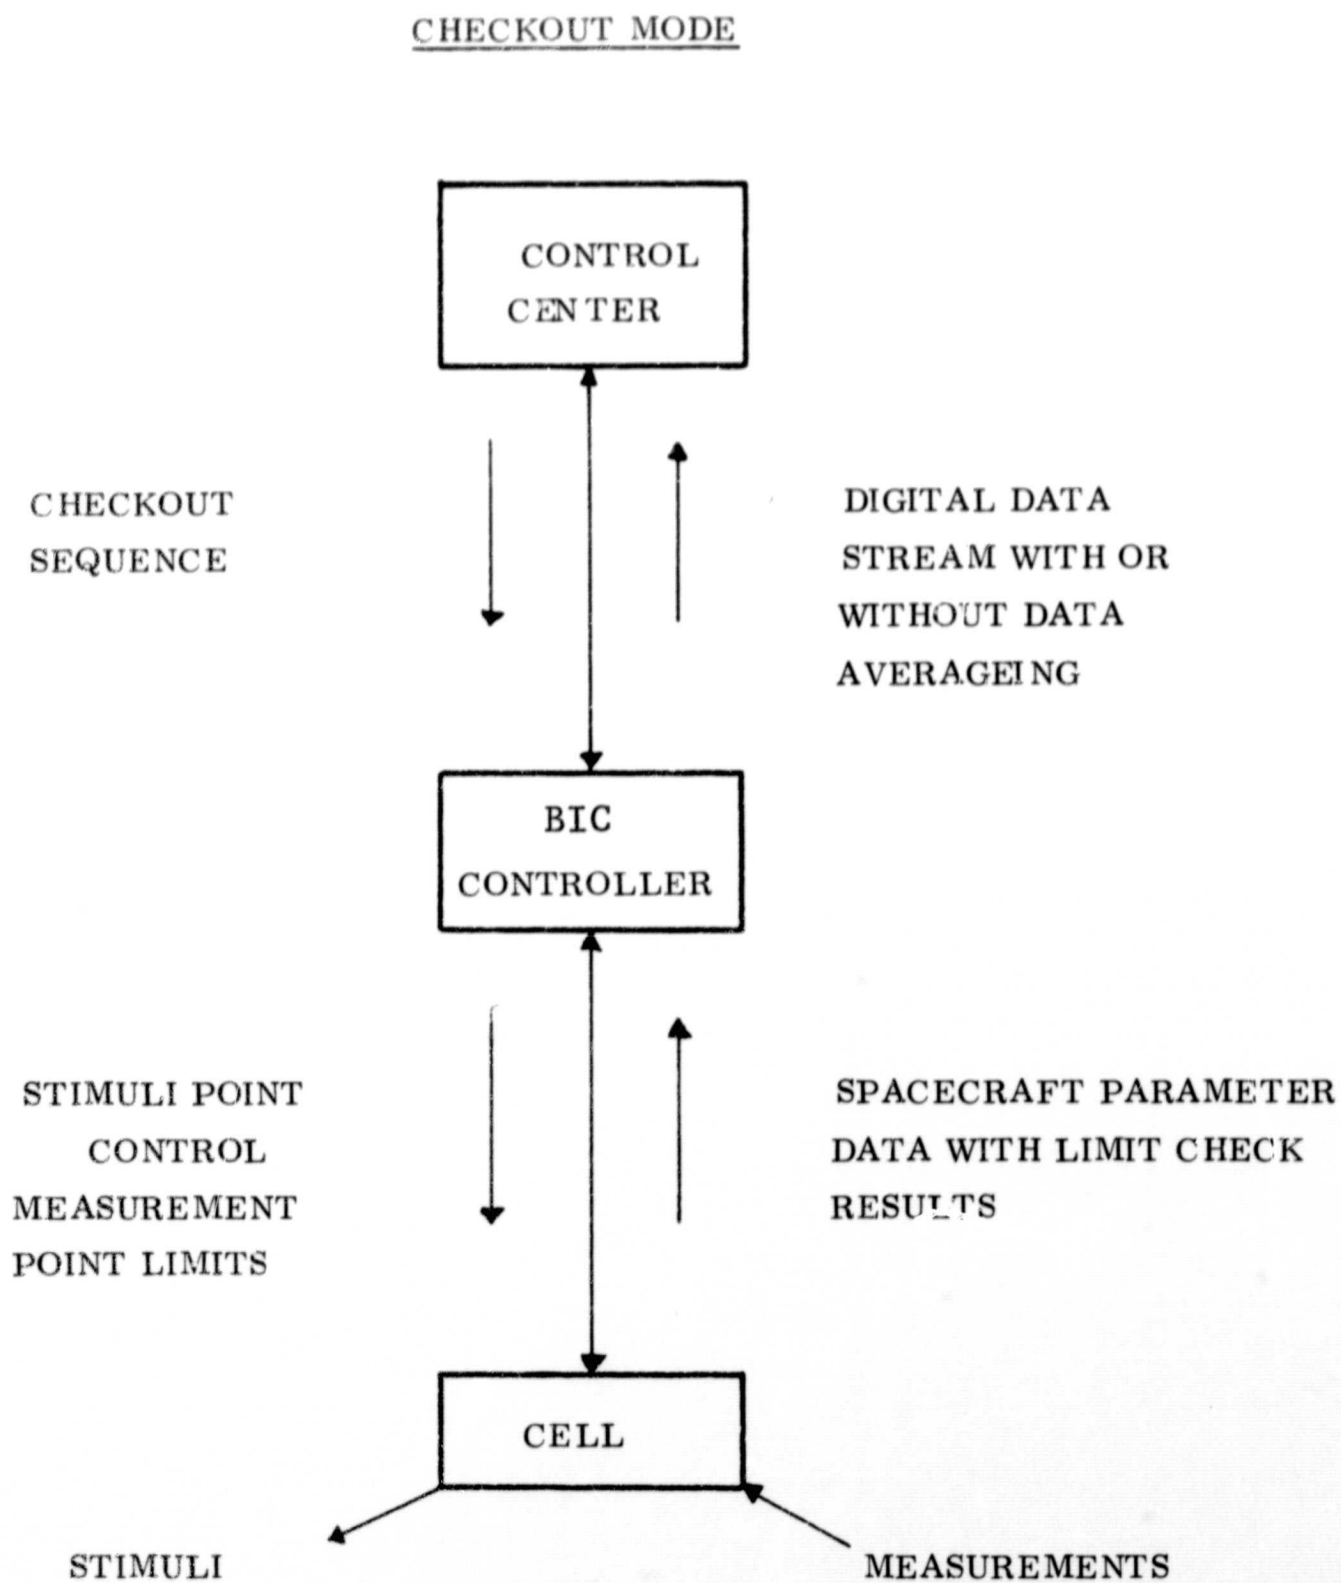 CHECKOUT MODE
CONTROL
CENTER
CHECKOUT
SEQUENCE
DIGITAL DATA
STREAM WITH OR
WITHOUT DATA
AVERAGEING
BIC
CONTROLLER
STIMULI POINT
CONTROL
MEASUREMENT
POINT LIMITS
SPACECRAFT PARAMETER
DATA WITH LIMIT CHECK
RESULTS
CELL
STIMULI
MEASUREMENTS